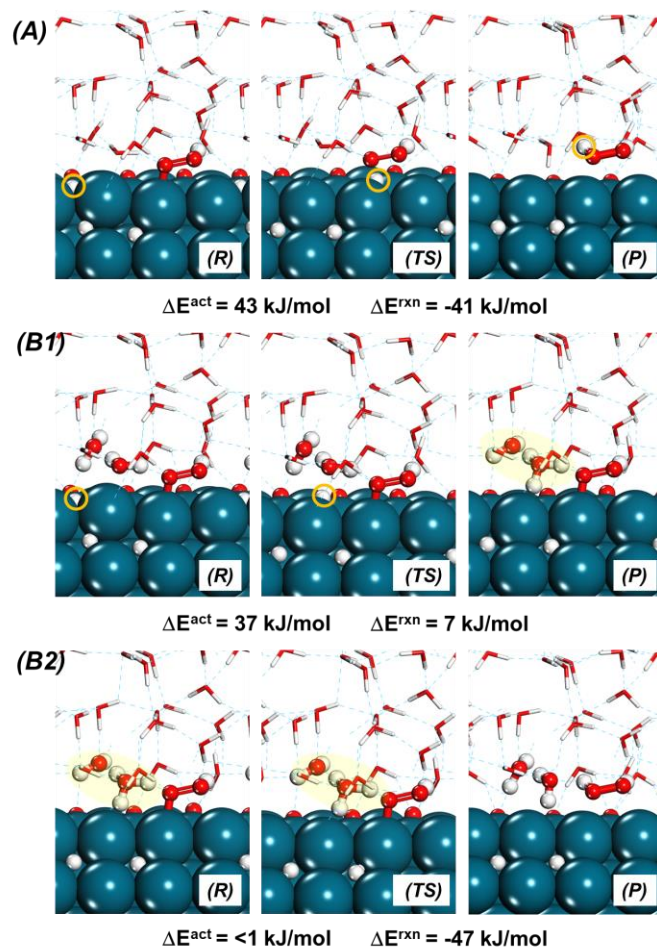 (A)
(R) (TS) (P)
ΔE^act = 43 kJ/mol ΔE^rxn = -41 kJ/mol
(B1)
(R) (TS) (P)
ΔE^act = 37 kJ/mol ΔE^rxn = 7 kJ/mol
(B2)
(R) (TS) (P)
ΔE^act = <1 kJ/mol ΔE^rxn = -47 kJ/mol